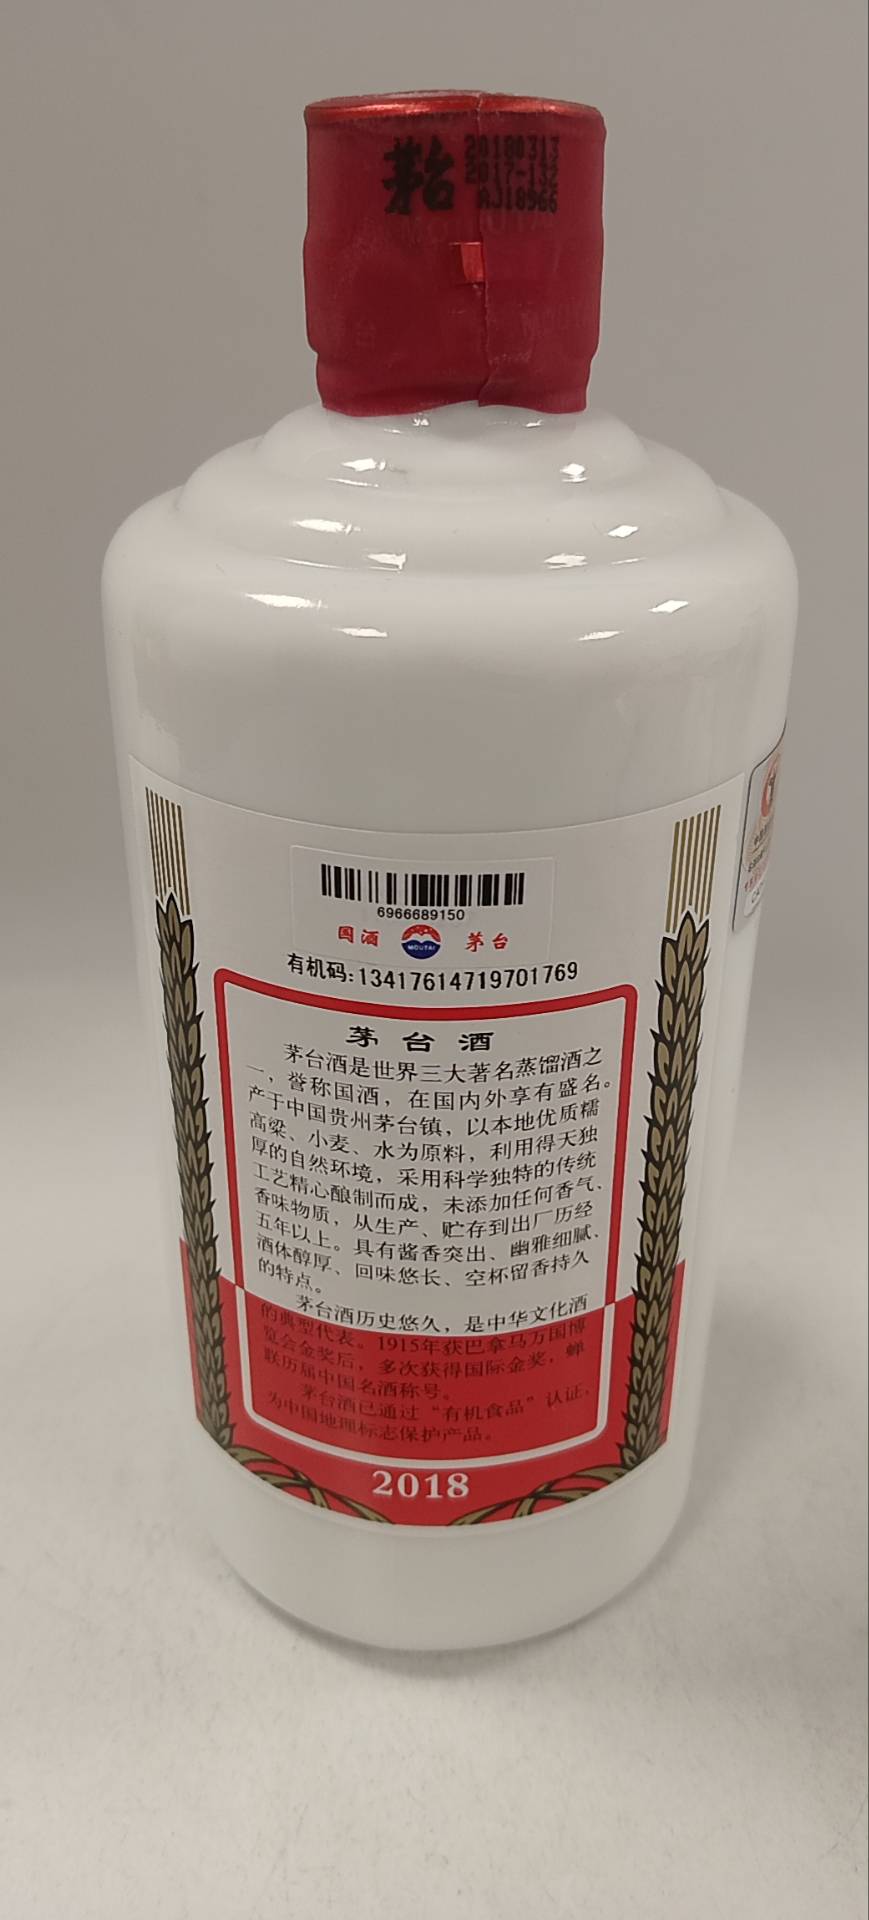 茅台
20180313
2017-132
AJ18966
6966689150
国酒 MOUTAI 茅台
有机码:13417614719701769
茅台酒
茅台酒是世界三大著名蒸馏酒之
一，誉称国酒，在国内外享有盛名。
产于中国贵州茅台镇，以本地优质糯
高粱、小麦、水为原料，利用得天独
厚的自然环境，采用科学独特的传统
工艺精心酿制而成，未添加任何香气、
香味物质，从生产、贮存到出厂历经
五年以上。具有酱香突出、幽雅细腻、
酒体醇厚、回味悠长、空杯留香持久
的特点。
茅台酒历史悠久，是中华文化酒
的典型代表。1915年获巴拿马万国博
览会金奖后，多次获得国际金奖，蝉
联历届中国名酒称号。
茅台酒已通过“有机食品”认证，
为中国地理标志保护产品。
2018